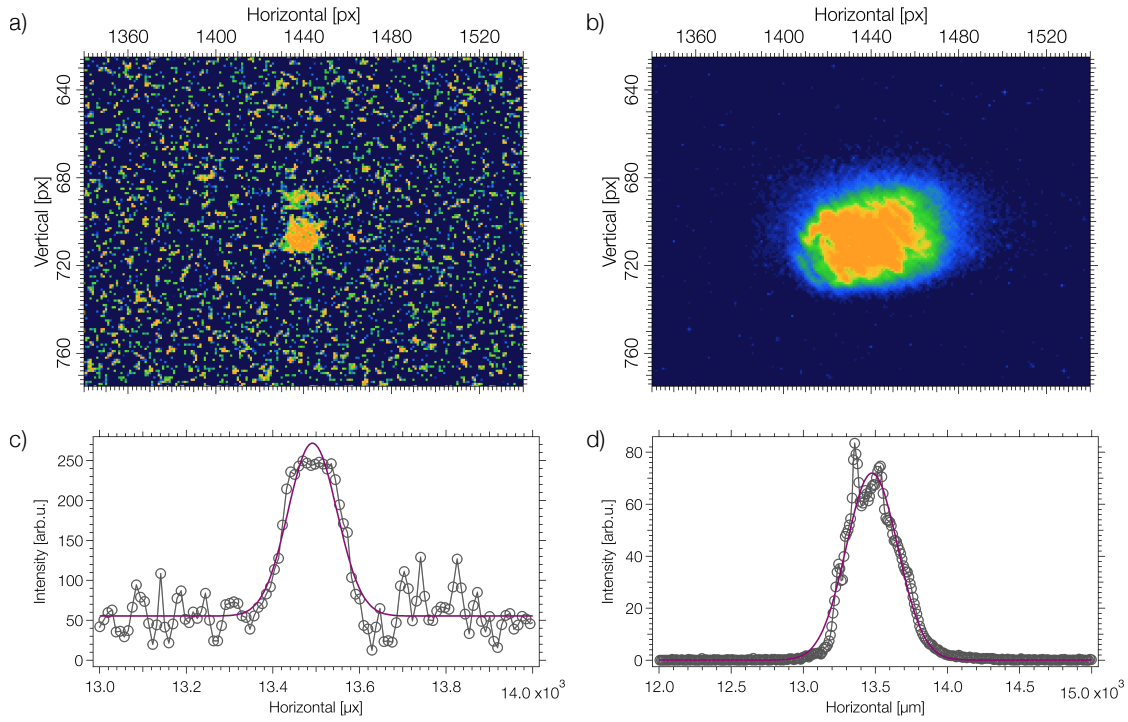 a)
Horizontal [px]
1360 1400 1440 1480 1520
Vertical [px]
640
680
720
760
b)
Horizontal [px]
1360 1400 1440 1480 1520
Vertical [px]
640
680
720
760
c)
Intensity [arb.u.]
250
200
150
100
50
0
13.0 13.2 13.4 13.6 13.8 14.0 x10³
Horizontal [µx]
d)
Intensity [arb.u.]
80
60
40
20
0
12.0 12.5 13.0 13.5 14.0 14.5 15.0 x10³
Horizontal [µm]